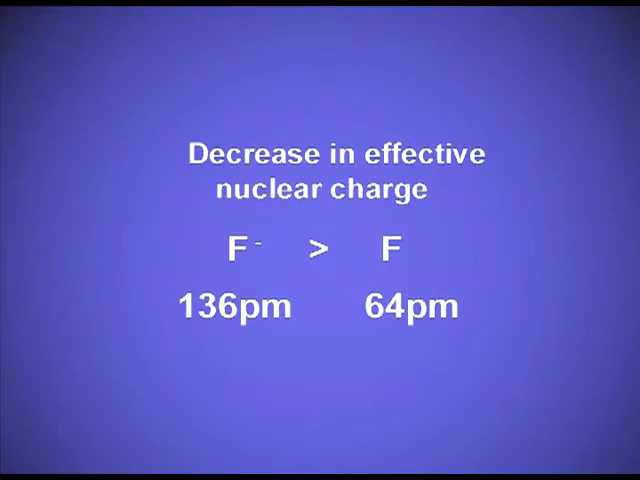 Decrease in effective
nuclear charge
F⁻ > F
136pm 64pm